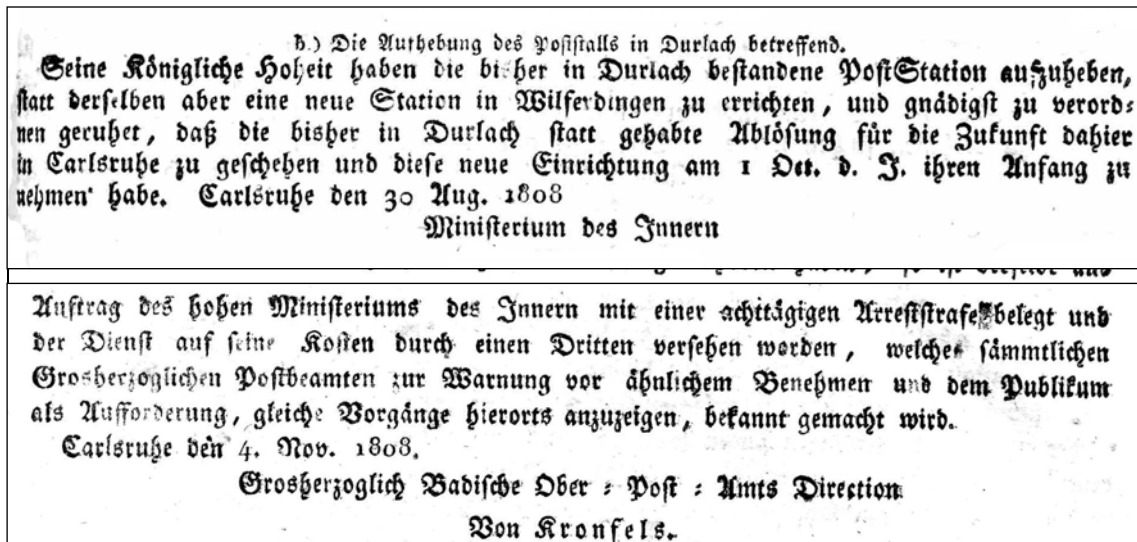 b.) Die Aufhebung des Poststalls in Durlach betreffend.
Seine Königliche Hoheit haben die bisher in Durlach bestandene PostStation aufzuheben,
statt derselben aber eine neue Station in Wilferdingen zu errichten, und gnädigst zu verord-
nen geruhet, daß die bisher in Durlach statt gehabte Ablösung für die Zukunft dahier
in Carlsruhe zu geschehen und diese neue Einrichtung am 1 Oct. d. J. ihren Anfang zu
nehmen habe. Carlsruhe den 30 Aug. 1808
Ministerium des Innern
Auftrag des hohen Ministeriums des Innern mit einer achttägigen Arreststrafe belegt und
der Dienst auf seine Kosten durch einen Dritten versehen worden, welches sämmtlichen
Grosherzoglichen Postbeamten zur Warnung vor ähnlichem Benehmen und dem Publikum
als Aufforderung, gleiche Vorgänge hierorts anzuzeigen, bekannt gemacht wird.
Carlsruhe den 4. Nov. 1808.
Grosherzoglich Badische Ober - Post - Amts Direction
Von Kronfels.